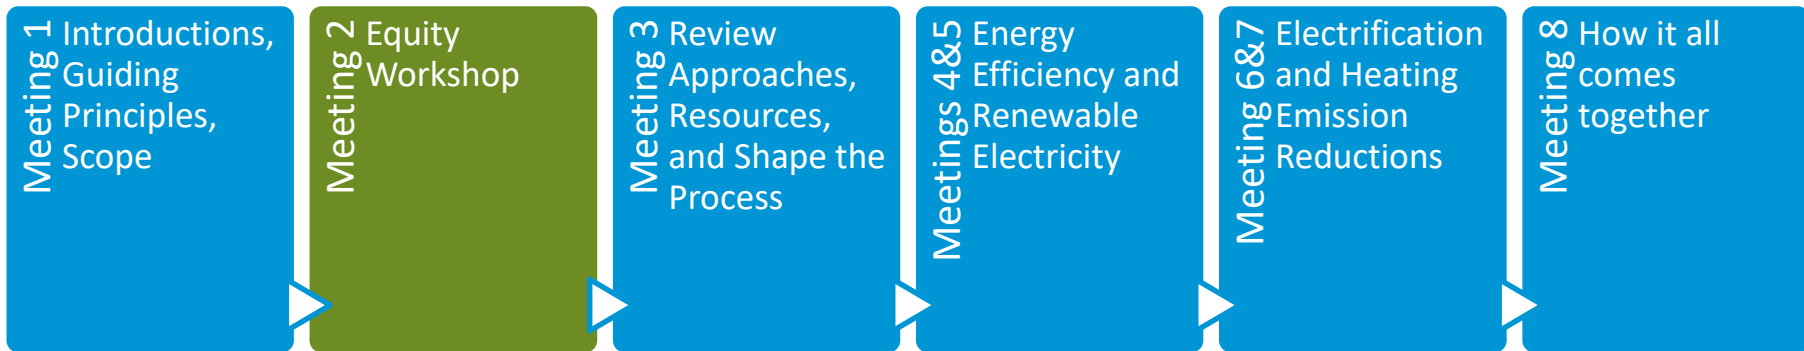 Meeting 1
Introductions,
Guiding
Principles,
Scope
Meeting 2
Equity
Workshop
Meeting 3
Review
Approaches,
Resources,
and Shape the
Process
Meetings 4&5
Energy
Efficiency and
Renewable
Electricity
Meeting 6&7
Electrification
and Heating
Emission
Reductions
Meeting 8
How it all
comes
together